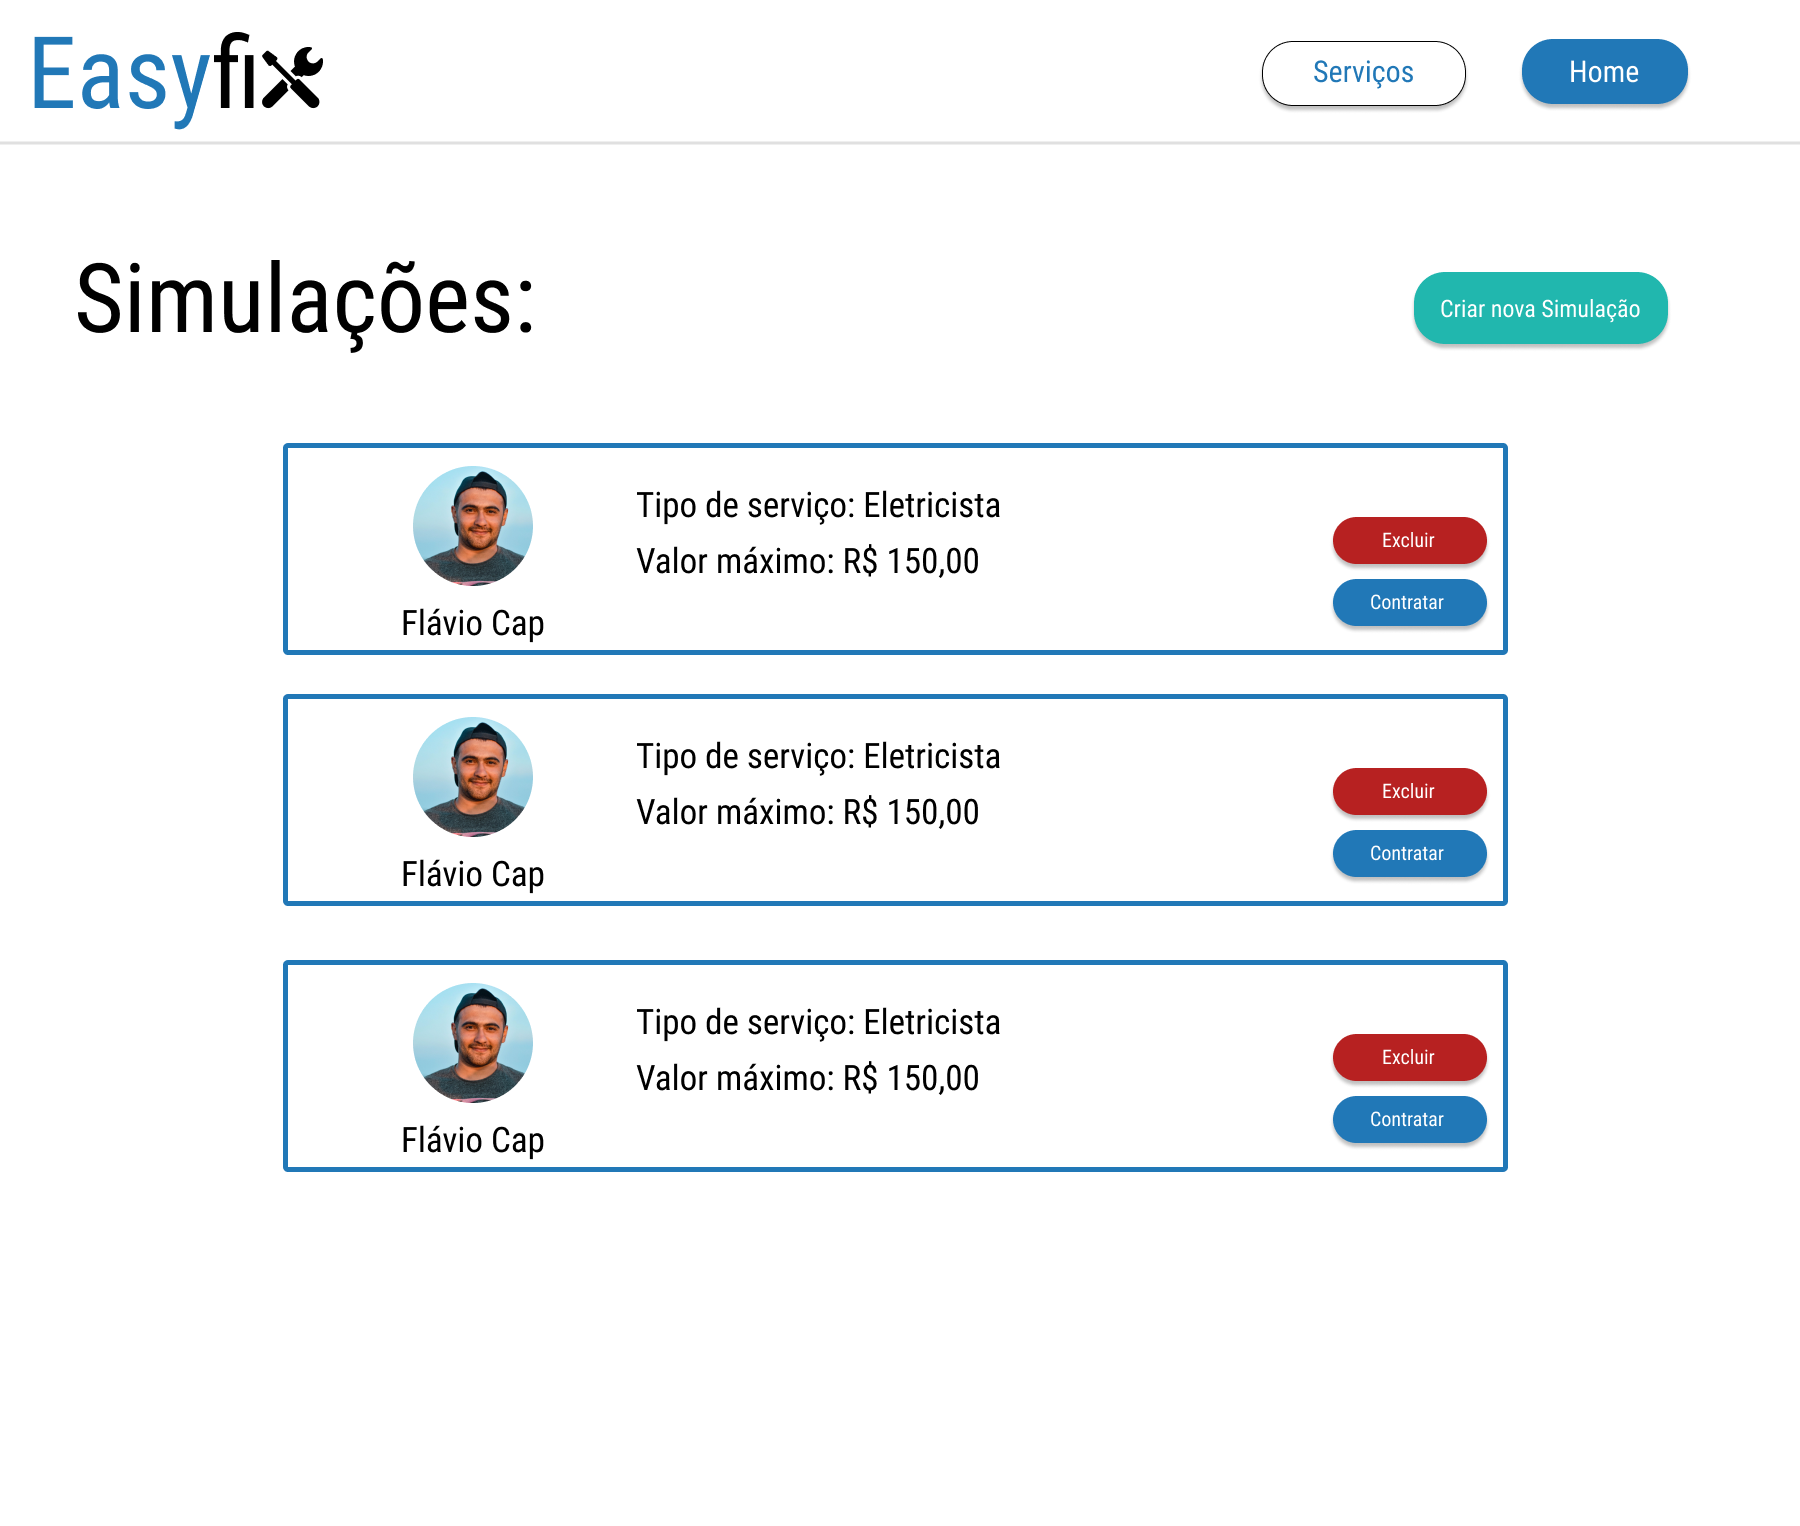 Easyfix
Serviços
Home
Simulações:
Criar nova Simulação
Tipo de serviço: Eletricista
Valor máximo: R$ 150,00
Flávio Cap
Excluir
Contratar
Tipo de serviço: Eletricista
Valor máximo: R$ 150,00
Flávio Cap
Excluir
Contratar
Tipo de serviço: Eletricista
Valor máximo: R$ 150,00
Flávio Cap
Excluir
Contratar